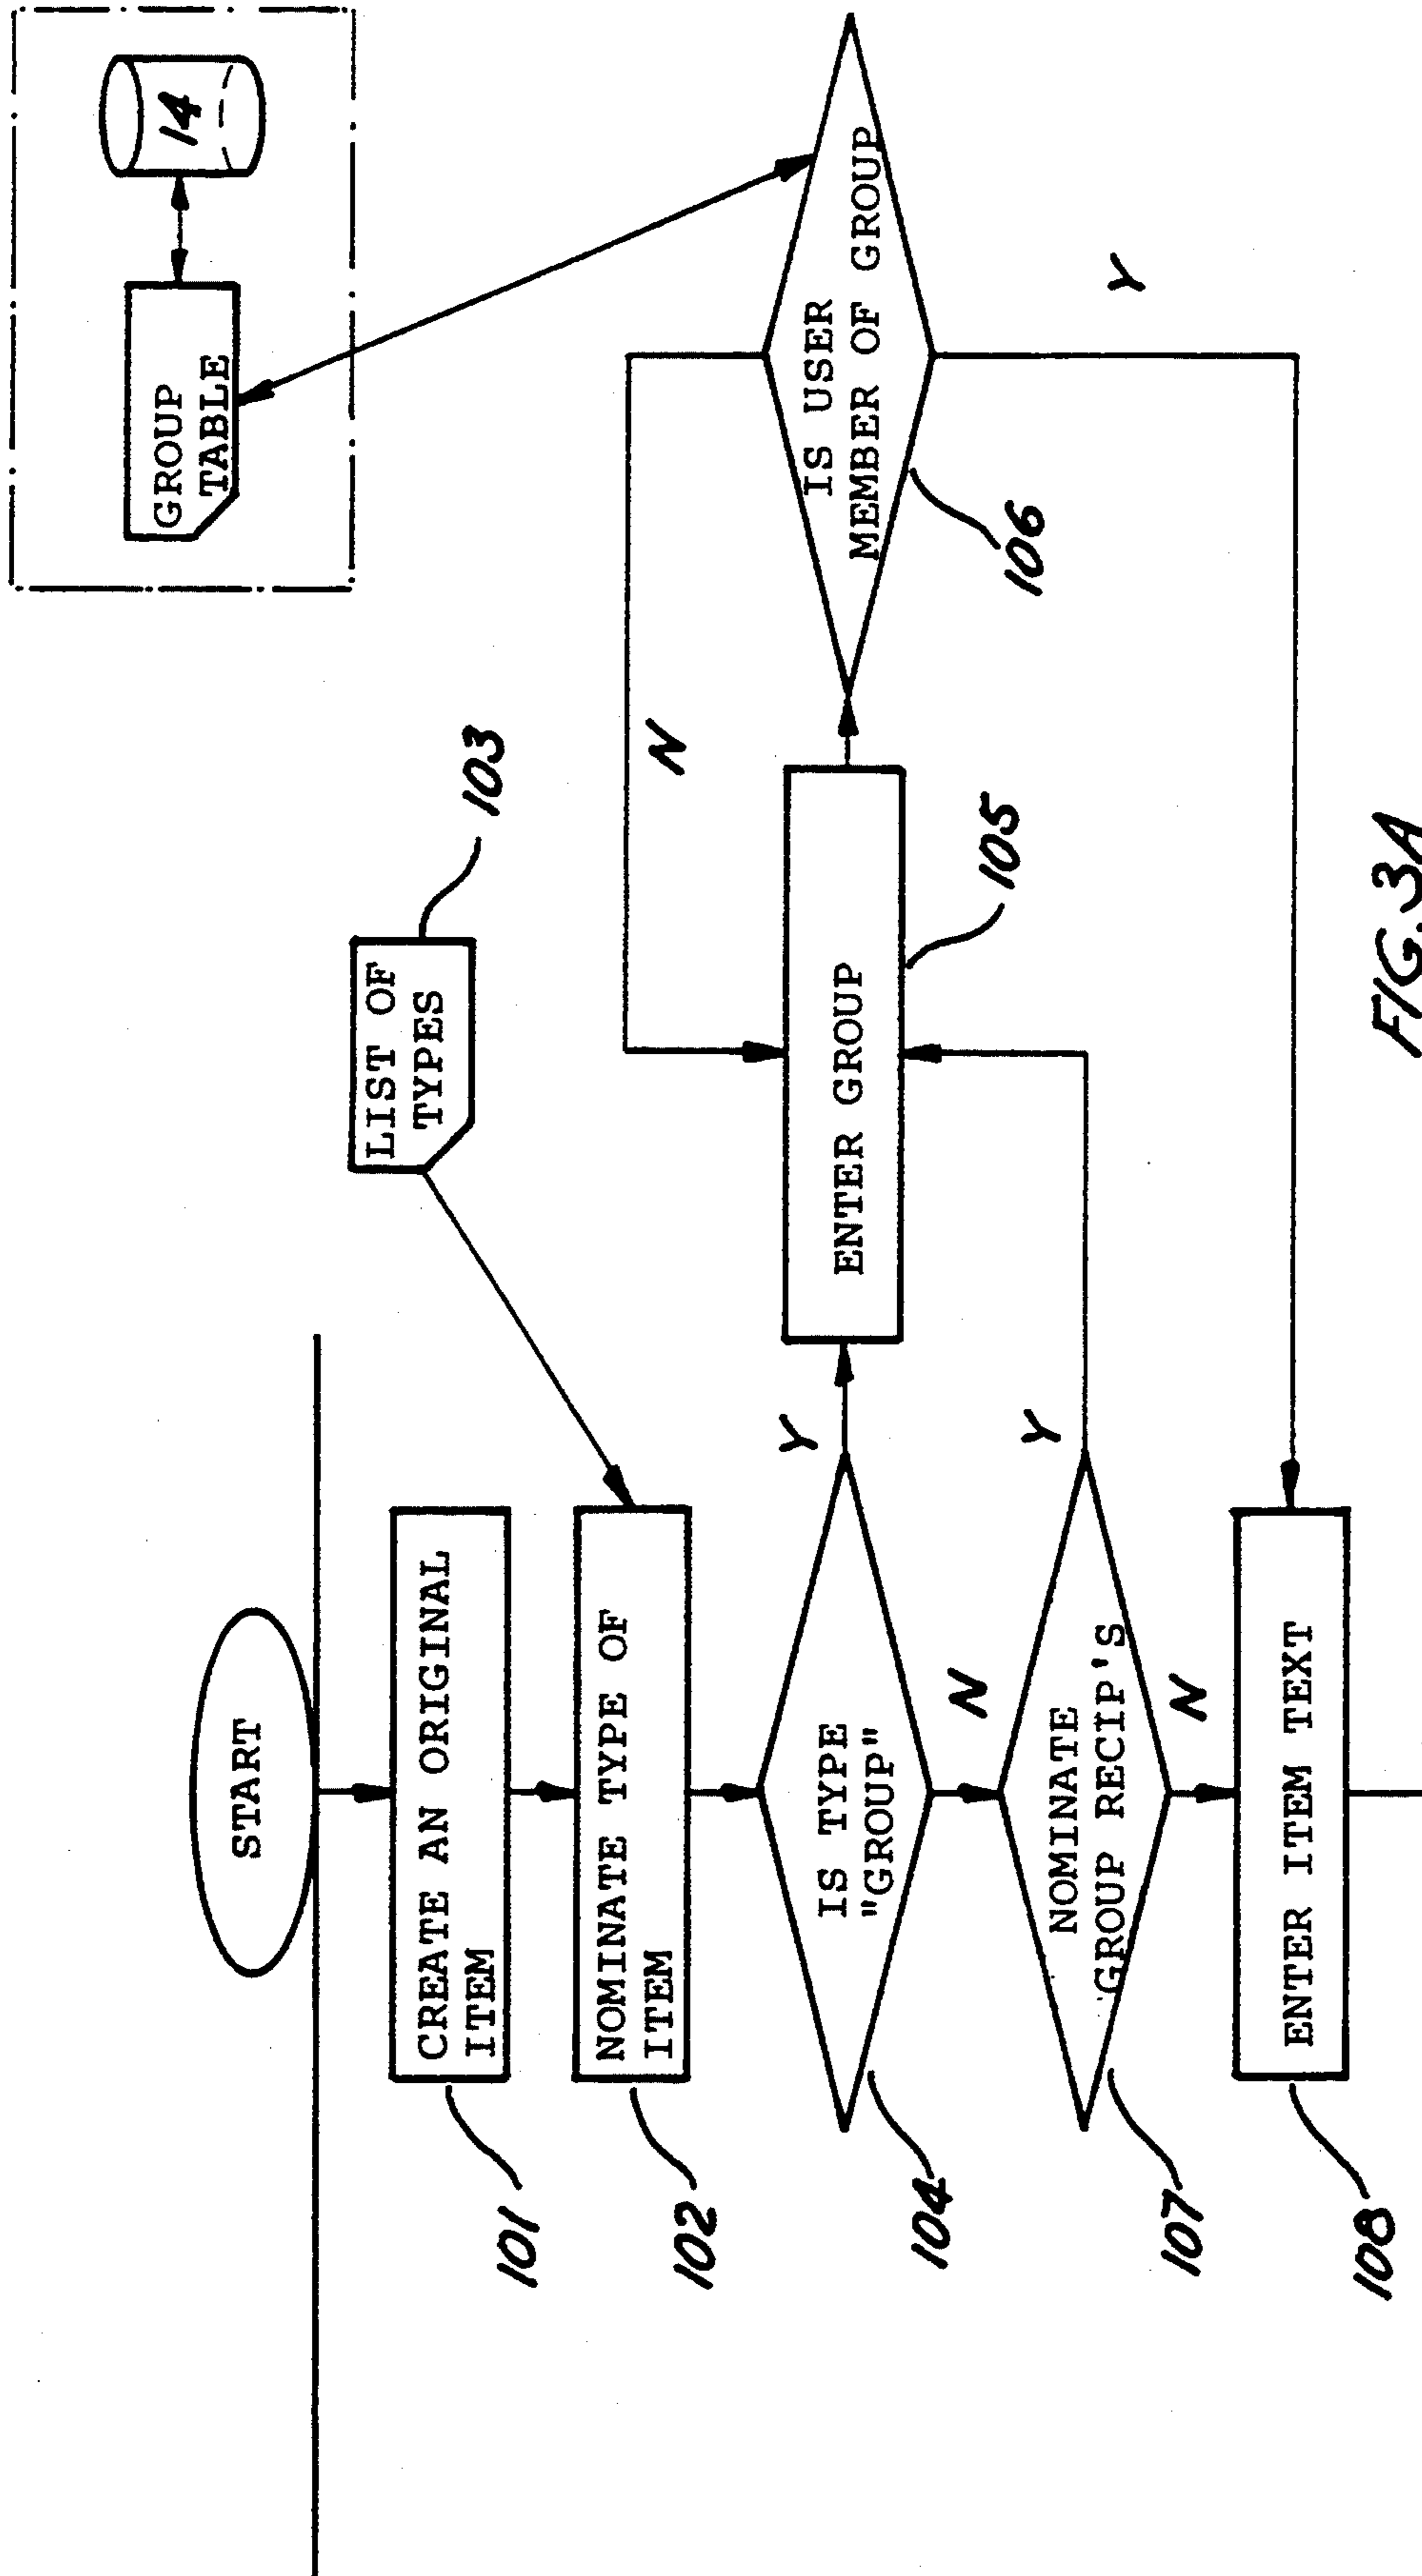 START
14
GROUP
TABLE
101
CREATE AN ORIGINAL
ITEM
LIST OF
TYPES
103
102
NOMINATE TYPE OF
ITEM
N
104
IS TYPE
"GROUP"
Y
ENTER GROUP
105
IS USER
MEMBER OF GROUP
106
N
107
NOMINATE
GROUP RECIP'S
Y
Y
N
108
ENTER ITEM TEXT
FIG.3A